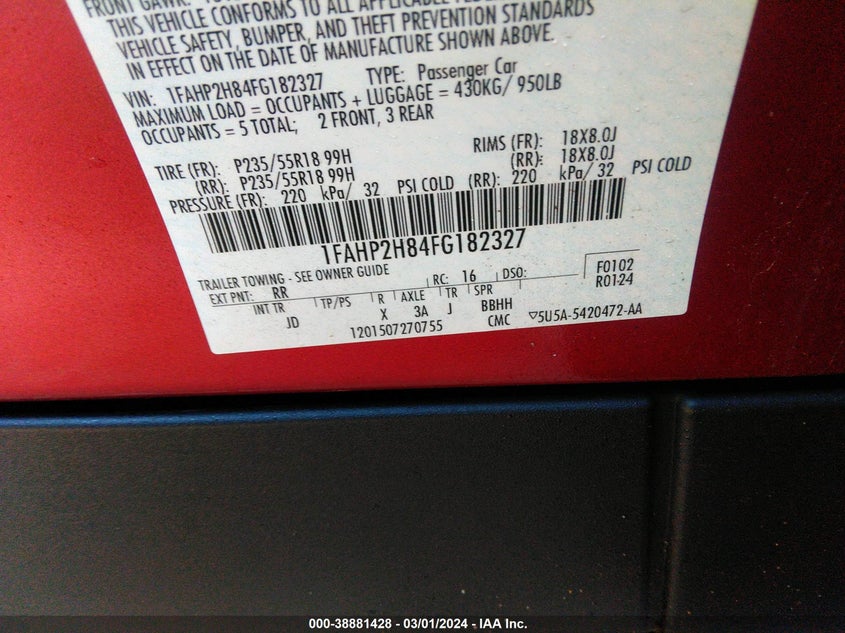 THIS VEHICLE CONFORMS TO ALL APPLICABLE
VEHICLE SAFETY, BUMPER, AND THEFT PREVENTION STANDARDS
IN EFFECT ON THE DATE OF MANUFACTURE SHOWN ABOVE.
VIN: 1FAHP2H84FG182327 TYPE: Passenger Car
MAXIMUM LOAD = OCCUPANTS + LUGGAGE = 430KG/ 950LB
OCCUPANTS = 5 TOTAL; 2 FRONT, 3 REAR
TIRE (FR): P235/55R18 99H RIMS (FR): 18X8.0J
(RR): P235/55R18 99H (RR): 18X8.0J
PRESSURE (FR): 220 kPa/ 32 PSI COLD (RR): 220 kPa/ 32 PSI COLD
1FAHP2H84FG182327
TRAILER TOWING - SEE OWNER GUIDE
EXT PNT: RR RC: 16 DSO: F0102
R0124
INT TR TP/PS R AXLE TR SPR
JD X 3A J BBHH
1201507270755 CMC ▽5U5A-5420472-AA
000-38881428 - 03/01/2024 - IAA Inc.